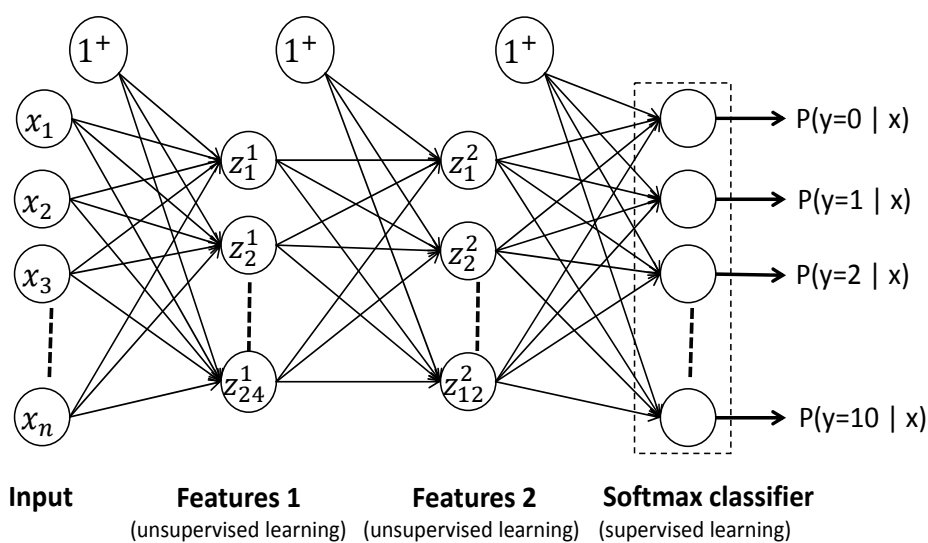 1⁺
1⁺
1⁺
x₁
x₂
x₃
xₙ
z₁¹
z₂¹
z₂₄¹
z₁²
z₂²
z₁₂²
P(y=0 | x)
P(y=1 | x)
P(y=2 | x)
P(y=10 | x)
Input
Features 1
(unsupervised learning)
Features 2
(unsupervised learning)
Softmax classifier
(supervised learning)